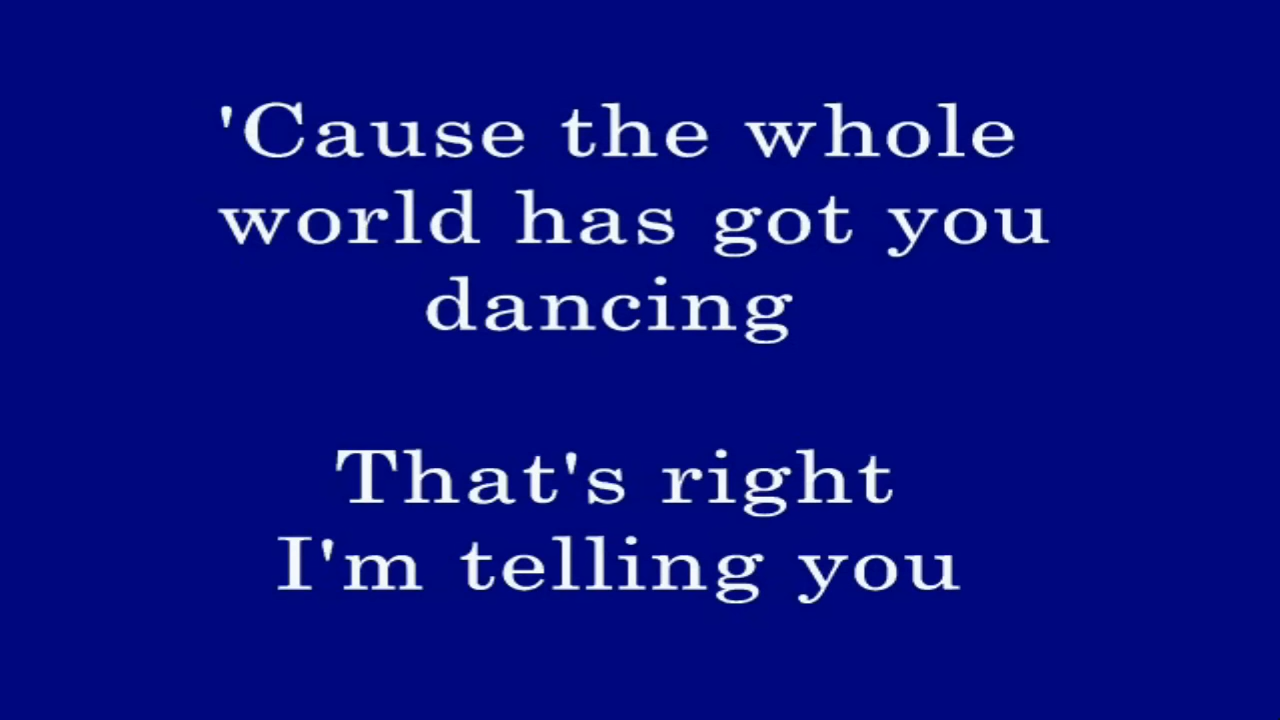 'Cause the whole
world has got you
dancing
That's right
I'm telling you